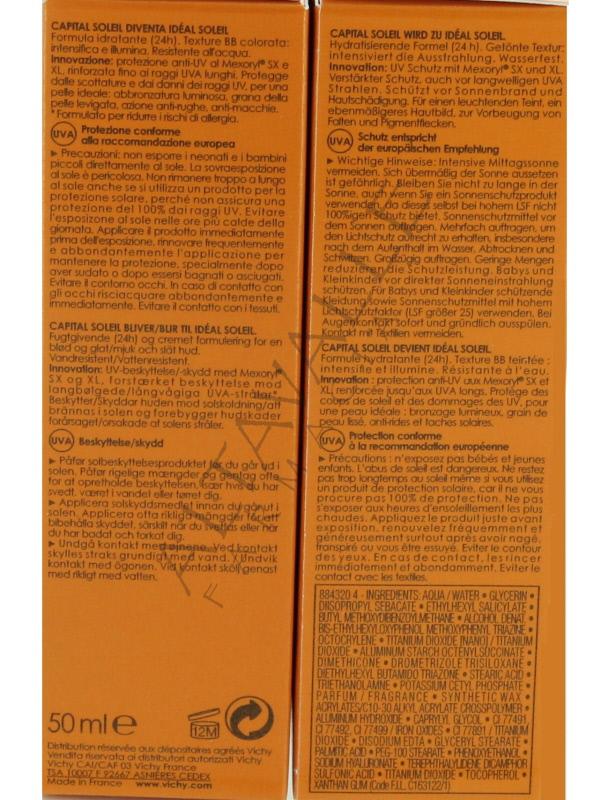 CAPITAL SOLEIL DIVENTA IDÉAL SOLEIL
Formula idratante (24h). Texture BB colorata:
intensifica e illumina. Resistente all'acqua.
Innovazione: protezione anti-UV al Mexoryl® SX e
XL, rinforzata fino ai raggi UVA lunghi. Protegge
dalle scottature e dai danni dei raggi UV, per una
pelle ideale: abbronzatura luminosa, grana della
pelle levigata, azione anti-rughe, anti-macchie.
*Formulato per ridurre i rischi di allergia.
UVA
Protezione conforme
alla raccomandazione europea
► Precauzioni: non esporre i neonati e i bambini
piccoli direttamente al sole. La sovraesposizione
al sole è pericolosa. Non rimanere troppo a lungo
al sole anche se si utilizza un prodotto per la
protezione solare, perché non assicura una
protezione del 100% dai raggi UV. Evitare
l'esposizione al sole nelle ore più calde della
giornata. Applicare il prodotto immediatamente
prima dell'esposizione, rinnovare frequentemente
e abbondantemente l'applicazione per
mantenere la protezione, specialmente dopo
aver sudato o dopo essersi bagnati o asciugati.
Evitare il contorno occhi. In caso di contatto con
gli occhi risciacquare abbondantemente e
immediatamente. Evitare il contatto con i tessuti.
CAPITAL SOLEIL BLIVER/BLIR TIL IDÉAL SOLEIL.
Fugtgivende (24h) og cremet formulering for en
blød og glat/mjuk och slät hud.
Vandresistent/Vattenresistent.
Innovation: UV-beskyttelse/-skydd med Mexoryl®
SX og XL, forstærket beskyttelse mod
langbølgede/långvågiga UVA-strålar.
Beskytter/Skyddar huden mod solskoldning/att
brännas i solen og forebygger hudskader
forårsaget/orsakade at solens stråler.
UVA
Beskyttelse/skydd
► Påfør solbeskyttelsesproduktet før du går ud i
solen. Påfør rigelige mængder og gentag ofte
for at opretholde beskyttelsen, især hvis du har
svedt, været i vandet eller tørret dig.
► Applicera solskyddsmedel innan du går ut i
solen. Applicera ofta rikliga mängder för att
bibehålla skyddet, särskilt när du svettas eller när
du har badat och torkat dig.
► Undgå kontakt med øjnene. Ved kontakt
skylles straks grundigt med vand. Undvik
kontakt med ögonen. Vid kontakt skölj genast
med rikligt med vatten.
50 ml e
12M
Distribution réservée aux dépositaires agréés Vichy
Vendita riservata ai distributori autorizzati Vichy
Vichy CAI/CAF 03 Vichy France
TSA 10007 F 92667 ASNIÈRES CEDEX
Made in France - www.vichy.com
CAPITAL SOLEIL WIRD ZU IDÉAL SOLEIL.
Hydratisierende Formel (24 h). Getönte Textur:
intensiviert die Ausstrahlung. Wasserfest.
Innovation: UV Schutz mit Mexoryl® SX und XL.
Verstärkter Schutz, auch vor langwelligen UVA
Strahlen. Schützt vor Sonnenbrand und
Hautschädigung. Für einen leuchtenden Teint, ein
ebenmäßigeres Hautbild, zur Vorbeugung von
Falten und Pigmentflecken.
UVA
Schutz entspricht
der europäischen Empfehlung
► Wichtige Hinweise: Intensive Mittagssonne
vermeiden. Sich übermäßig der Sonne aussetzen
ist gefährlich. Bleiben Sie nicht zu lange in der
Sonne, auch wenn Sie ein Sonnenschutzprodukt
verwenden, da dieses selbst bei hohem LSF nicht
100%igen Schutz bietet. Sonnenschutzmittel vor
dem Sonnen auftragen. Mehrfach auftragen, um
den Lichtschutz aufrecht zu erhalten, insbesondere
nach dem Aufenthalt im Wasser, Abtrocknen und
Schwitzen. Großzügig auftragen. Geringe Mengen
reduzieren die Schutzleistung. Babys und
Kleinkinder vor direkter Sonneneinstrahlung
schützen. Für Babys und Kleinkinder schützende
Kleidung sowie Sonnenschutzmittel mit hohem
Lichtschutzfaktor (LSF größer 25) verwenden. Bei
Augenkontakt sofort und gründlich ausspülen.
Kontakt mit Textilien vermeiden.
CAPITAL SOLEIL DEVIENT IDÉAL SOLEIL.
Formule hydratante (24h). Texture BB teintée :
intensifie et illumine. Résistante à l'eau.
Innovation : protection anti-UV aux Mexoryl® SX et
XL, renforcée jusqu'aux UVA longs. Protège des
coups de soleil et des dommages des UV, pour
une peau idéale : bronzage lumineux, grain de
peau lissé, anti-rides et taches solaires.
UVA
Protection conforme
à la recommandation européenne
► Précautions : n'exposez pas bébés et jeunes
enfants. L'abus de soleil est dangereux. Ne restez
pas trop longtemps au soleil même si vous utilisez
un produit de protection solaire, car il ne vous
procure pas 100% de protection. Ne pas
s'exposer aux heures d'ensoleillement les plus
chaudes. Appliquez le produit juste avant
exposition, renouvelez fréquemment et
généreusement surtout après avoir nagé,
transpiré ou vous être essuyé. Eviter le contour
des yeux. En cas de contact, les rincer
immédiatement et abondamment. Eviter le
contact avec les textiles.
884320 4 - INGREDIENTS: AQUA / WATER • GLYCERIN •
DIISOPROPYL SEBACATE • ETHYLHEXYL SALICYLATE •
BUTYL METHOXYDIBENZOYLMETHANE • ALCOHOL DENAT. •
BIS-ETHYLHEXYLOXYPHENOL METHOXYPHENYL TRIAZINE •
OCTOCRYLENE • TITANIUM DIOXIDE [NANO] / TITANIUM
DIOXIDE • ALUMINUM STARCH OCTENYLSUCCINATE •
DIMETHICONE • DROMETRIZOLE TRISILOXANE •
DIETHYLHEXYL BUTAMIDO TRIAZONE • STEARIC ACID •
TRIETHANOLAMINE • POTASSIUM CETYL PHOSPHATE •
PARFUM / FRAGRANCE • SYNTHETIC WAX •
ACRYLATES/C10-30 ALKYL ACRYLATE CROSSPOLYMER •
ALUMINUM HYDROXIDE • CAPRYLYL GLYCOL • CI 77491,
CI 77492, CI 77499 / IRON OXIDES • CI 77891 / TITANIUM
DIOXIDE • DISODIUM EDTA • GLYCERYL STEARATE •
PALMITIC ACID • PEG-100 STEARATE • PHENOXYETHANOL •
SODIUM HYALURONATE • TEREPHTHALYLIDENE DICAMPHOR
SULFONIC ACID • TITANIUM DIOXIDE • TOCOPHEROL •
XANTHAN GUM (Code F.I.L. C163122/1)